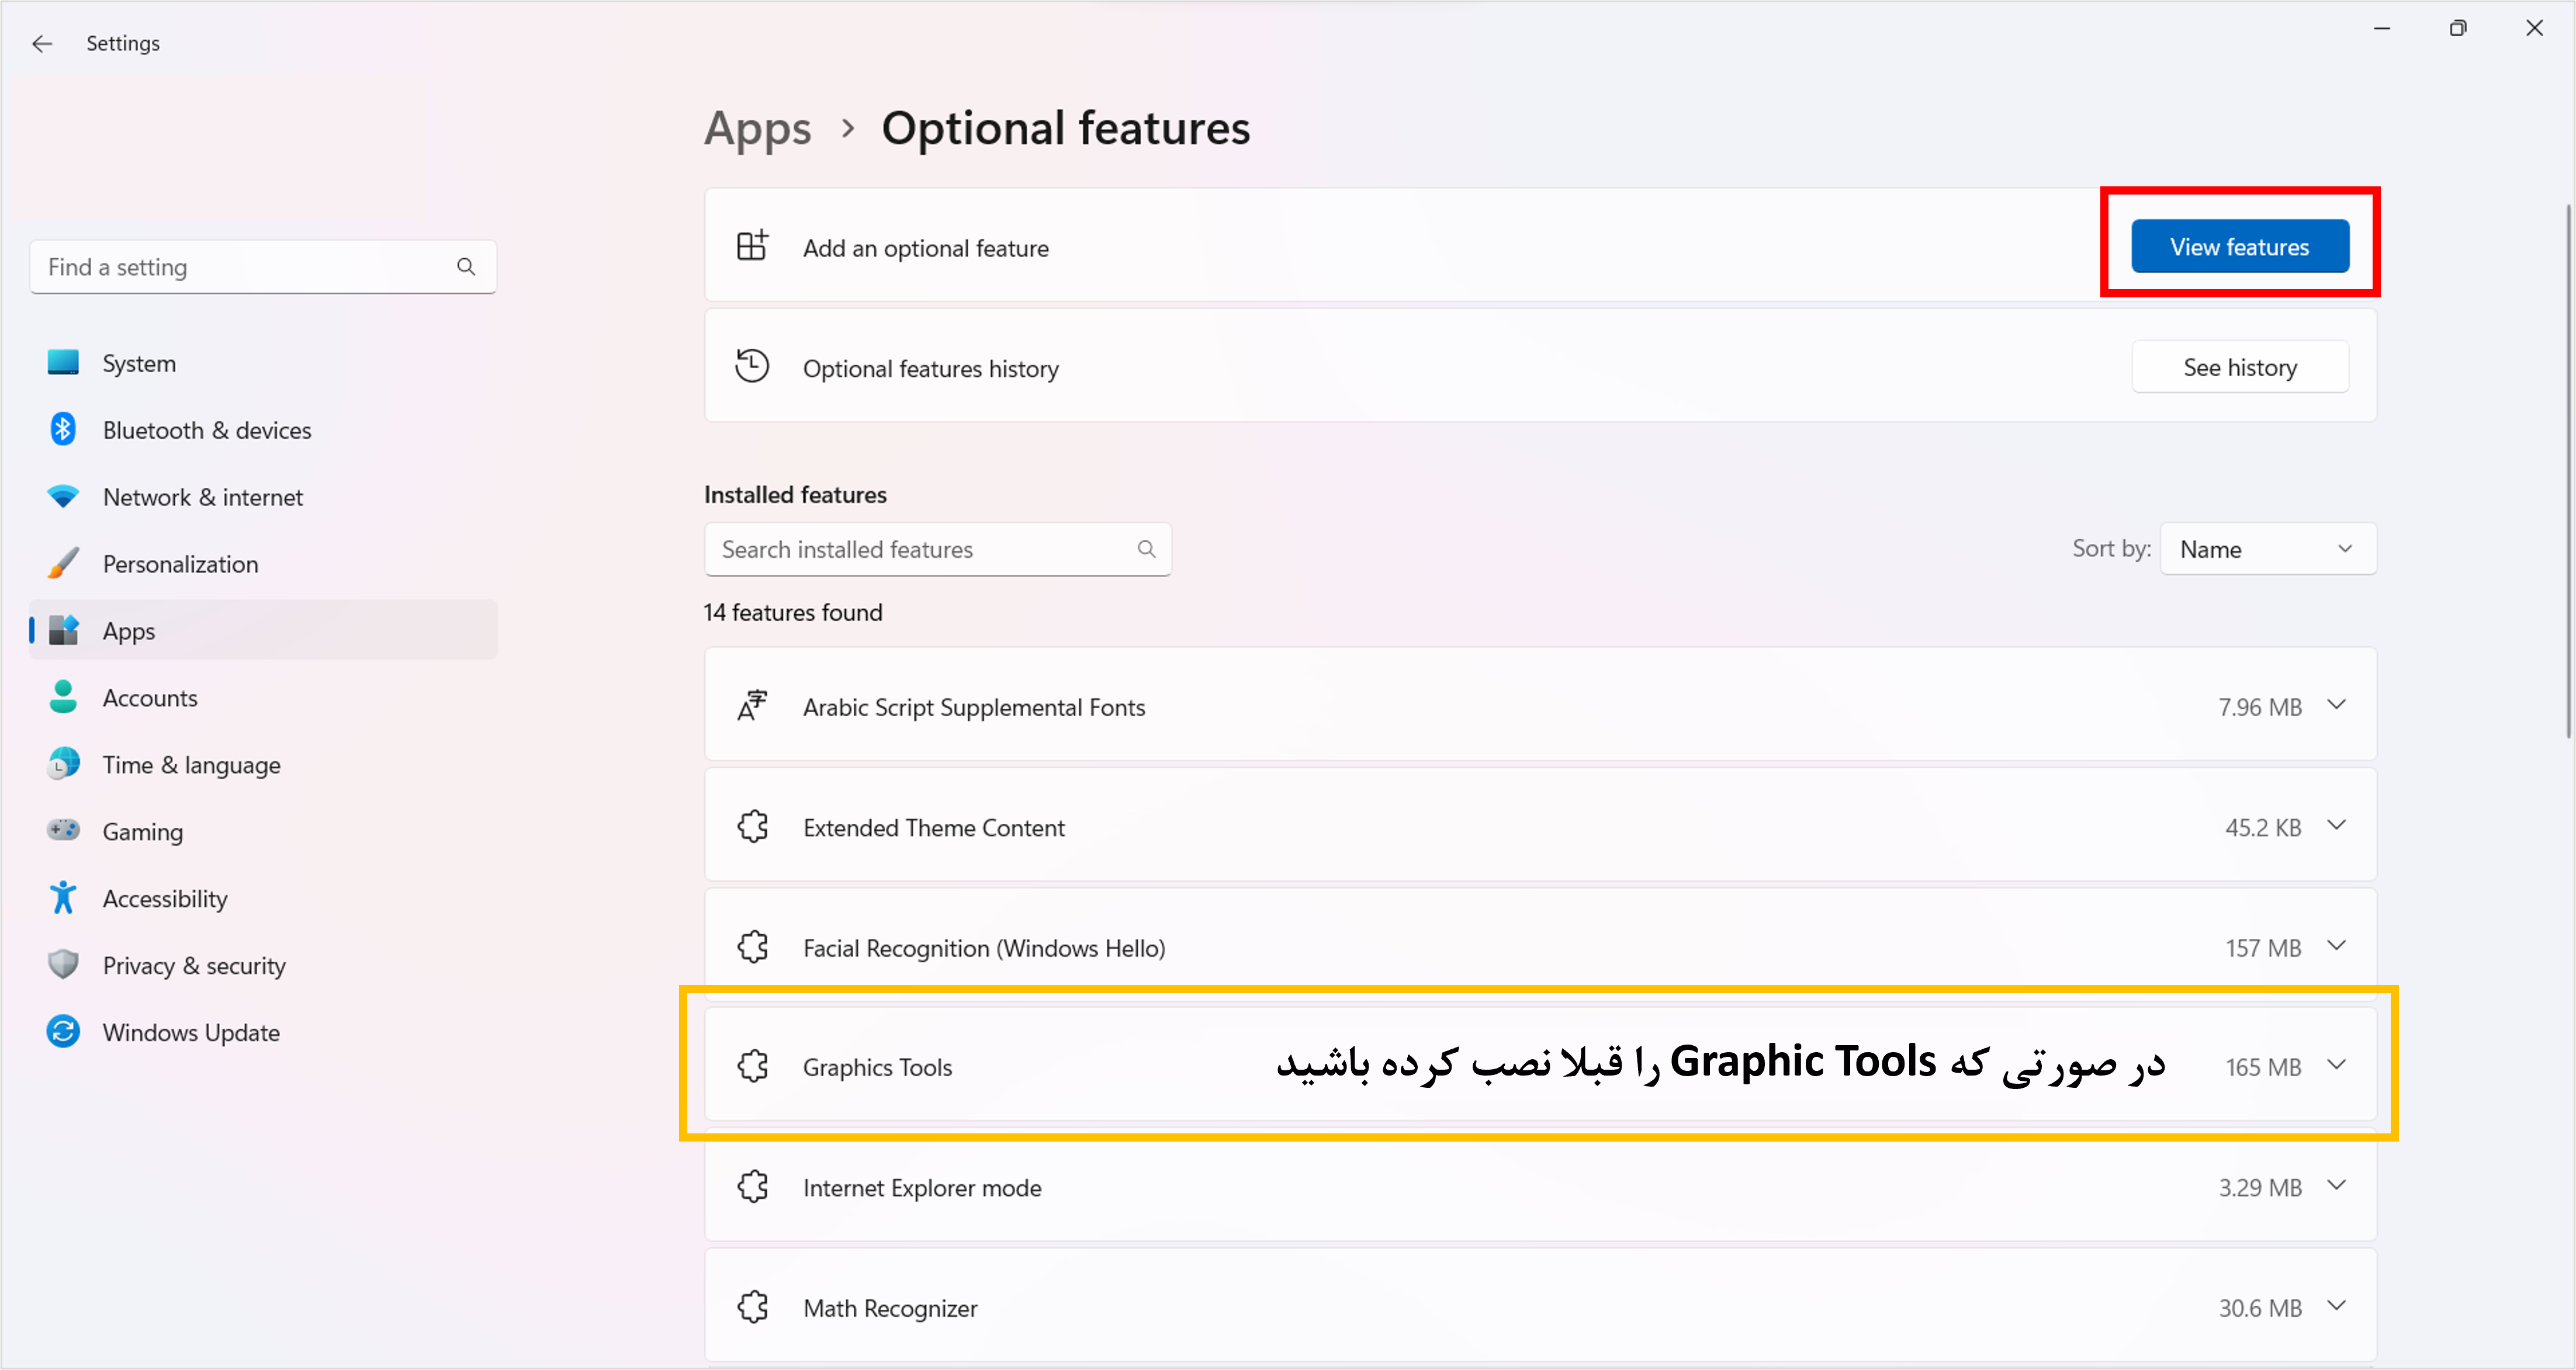 Settings
Apps › Optional features
Find a setting
System
Bluetooth & devices
Network & internet
Personalization
Apps
Accounts
Time & language
Gaming
Accessibility
Privacy & security
Windows Update
Add an optional feature
View features
Optional features history
See history
Installed features
Search installed features
Sort by: Name
14 features found
Arabic Script Supplemental Fonts 7.96 MB
Extended Theme Content 45.2 KB
Facial Recognition (Windows Hello) 157 MB
Graphics Tools
در صورتی که Graphic Tools را قبلا نصب کرده باشید
165 MB
Internet Explorer mode 3.29 MB
Math Recognizer 30.6 MB